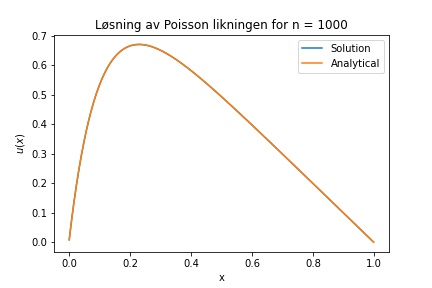 Løsning av Poisson likningen for n = 1000
Solution
Analytical
u(x)
0.7
0.6
0.5
0.4
0.3
0.2
0.1
0.0
0.0 0.2 0.4 0.6 0.8 1.0
x